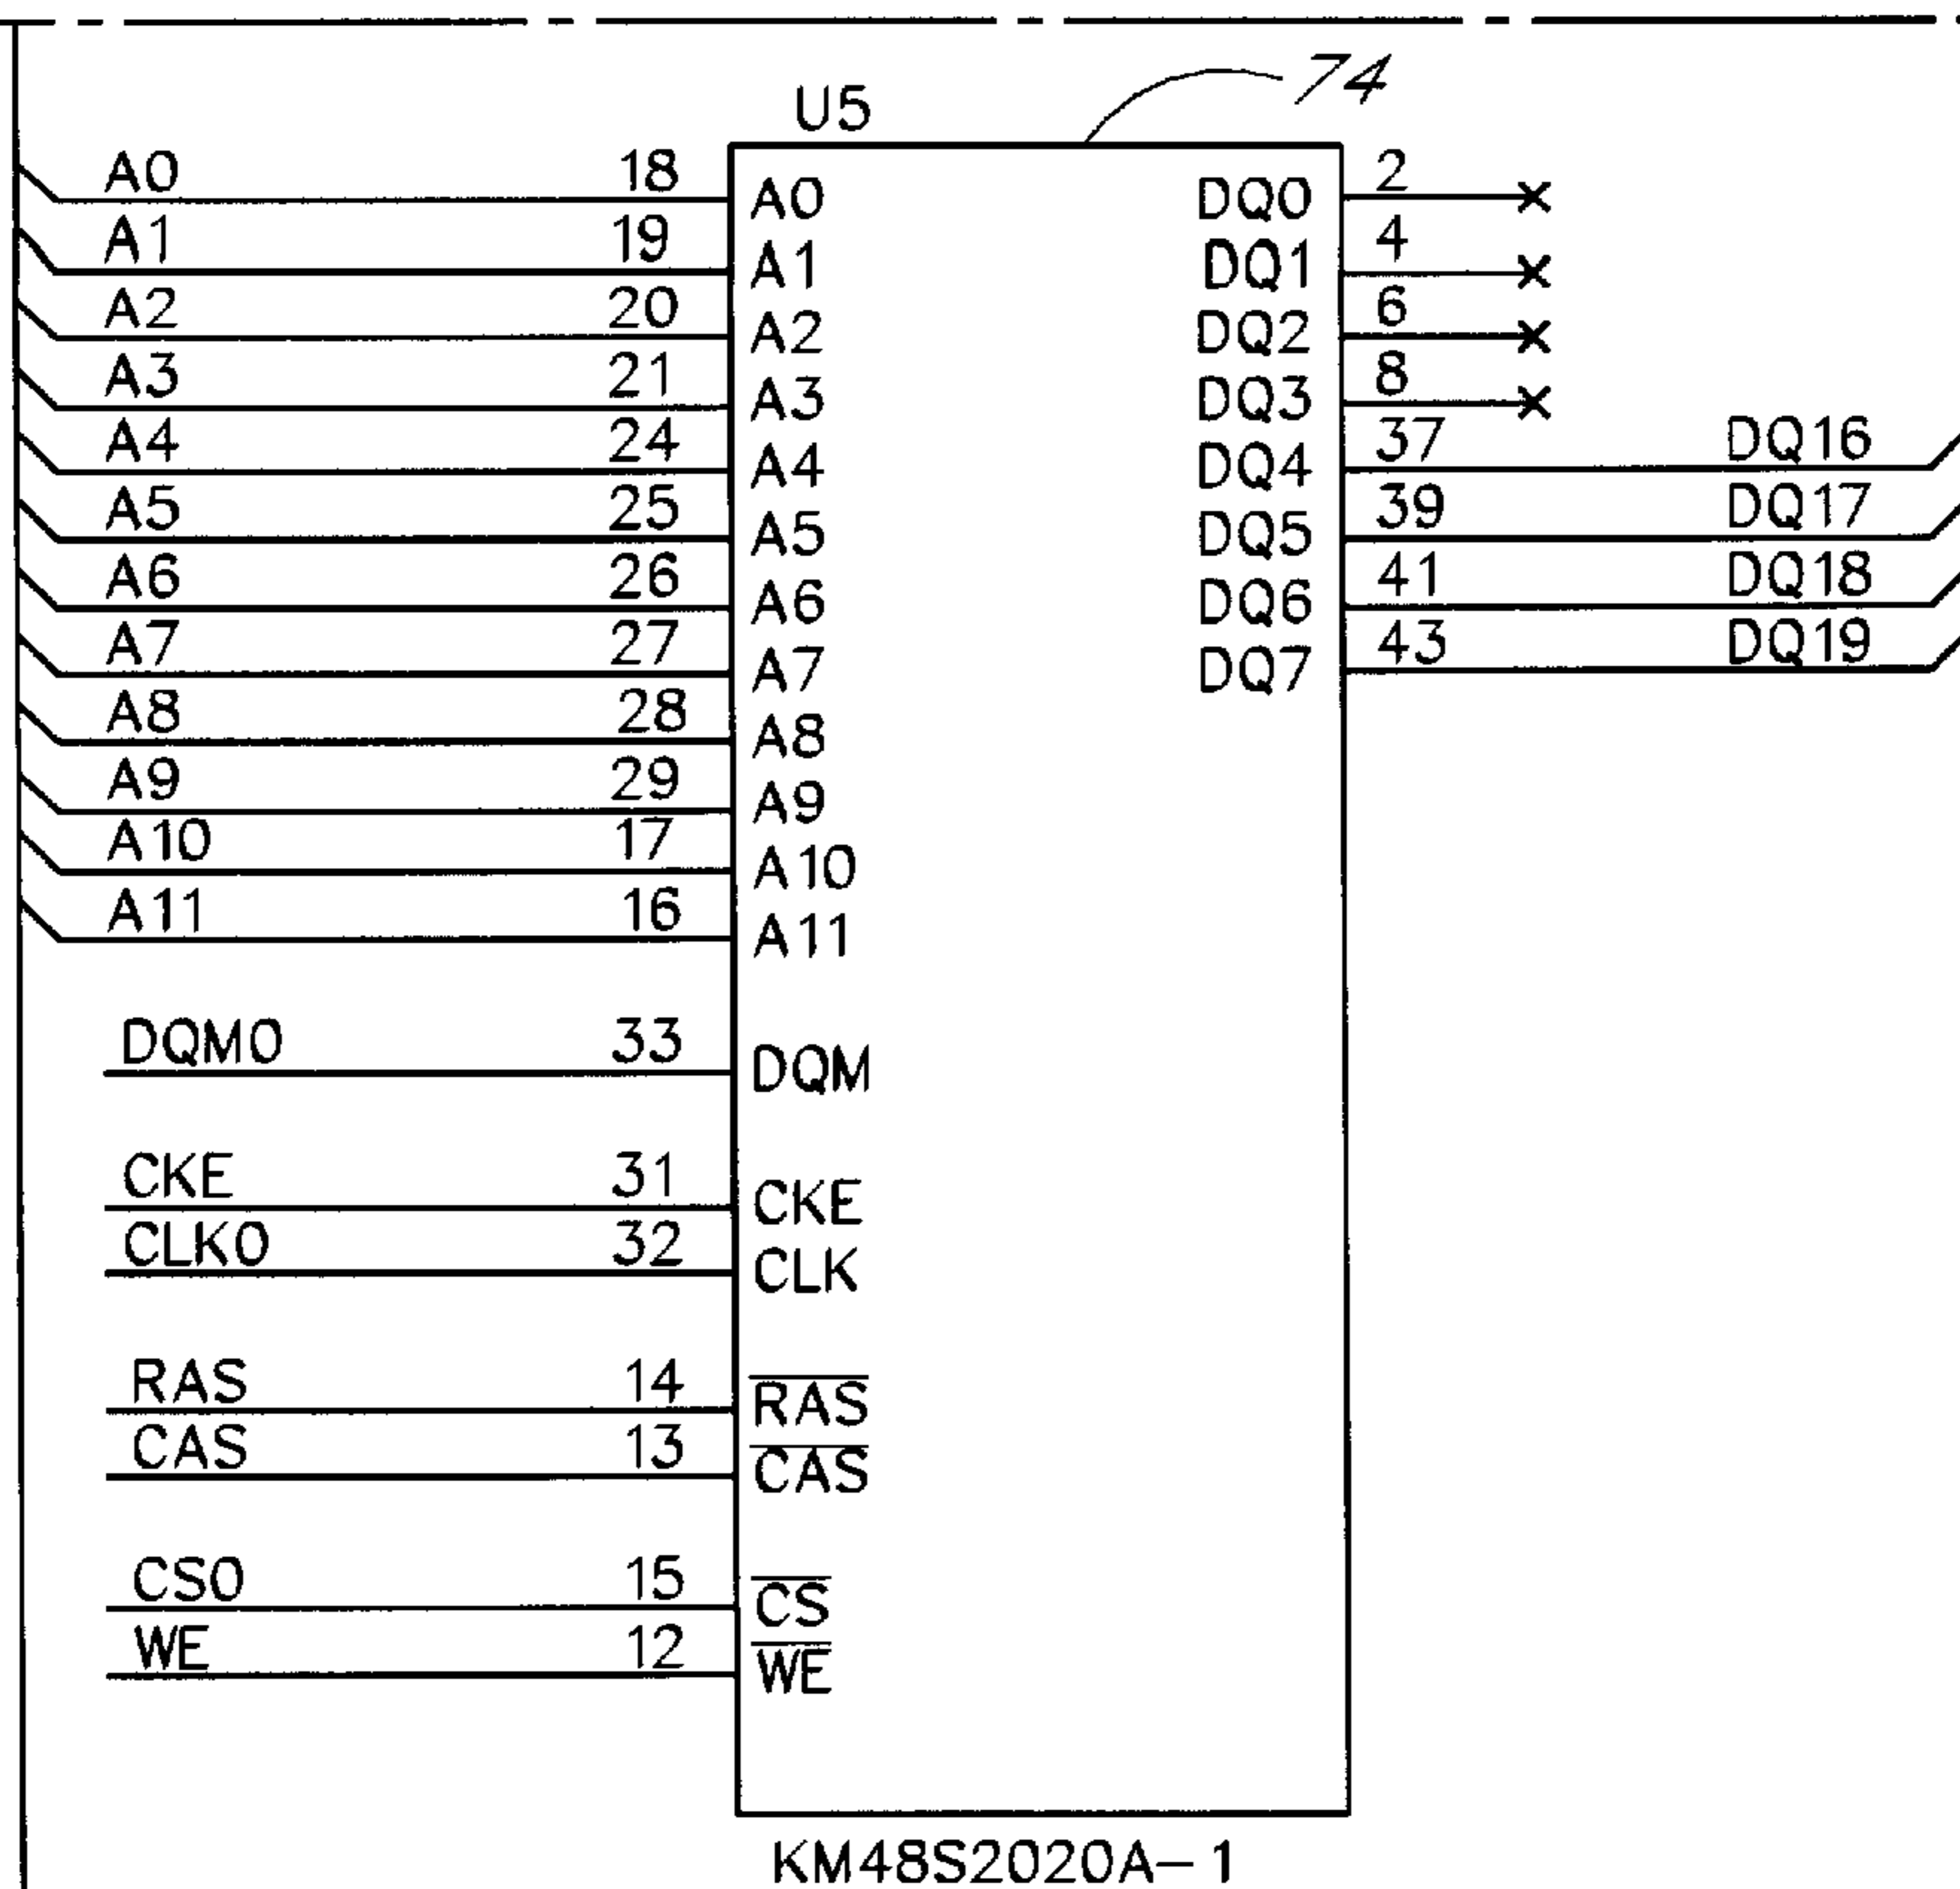 74
U5
A0 18 A0 DQ0 2
A1 19 A1 DQ1 4
A2 20 A2 DQ2 6
A3 21 A3 DQ3 8
A4 24 A4 DQ4 37 DQ16
A5 25 A5 DQ5 39 DQ17
A6 26 A6 DQ6 41 DQ18
A7 27 A7 DQ7 43 DQ19
A8 28 A8
A9 29 A9
A10 17 A10
A11 16 A11
DQM0 33 DQM
CKE 31 CKE
CLK0 32 CLK
RAS 14 R̅A̅S̅
CAS 13 C̅A̅S̅
CS0 15 C̅S̅
WE 12 W̅E̅
KM48S2020A-1